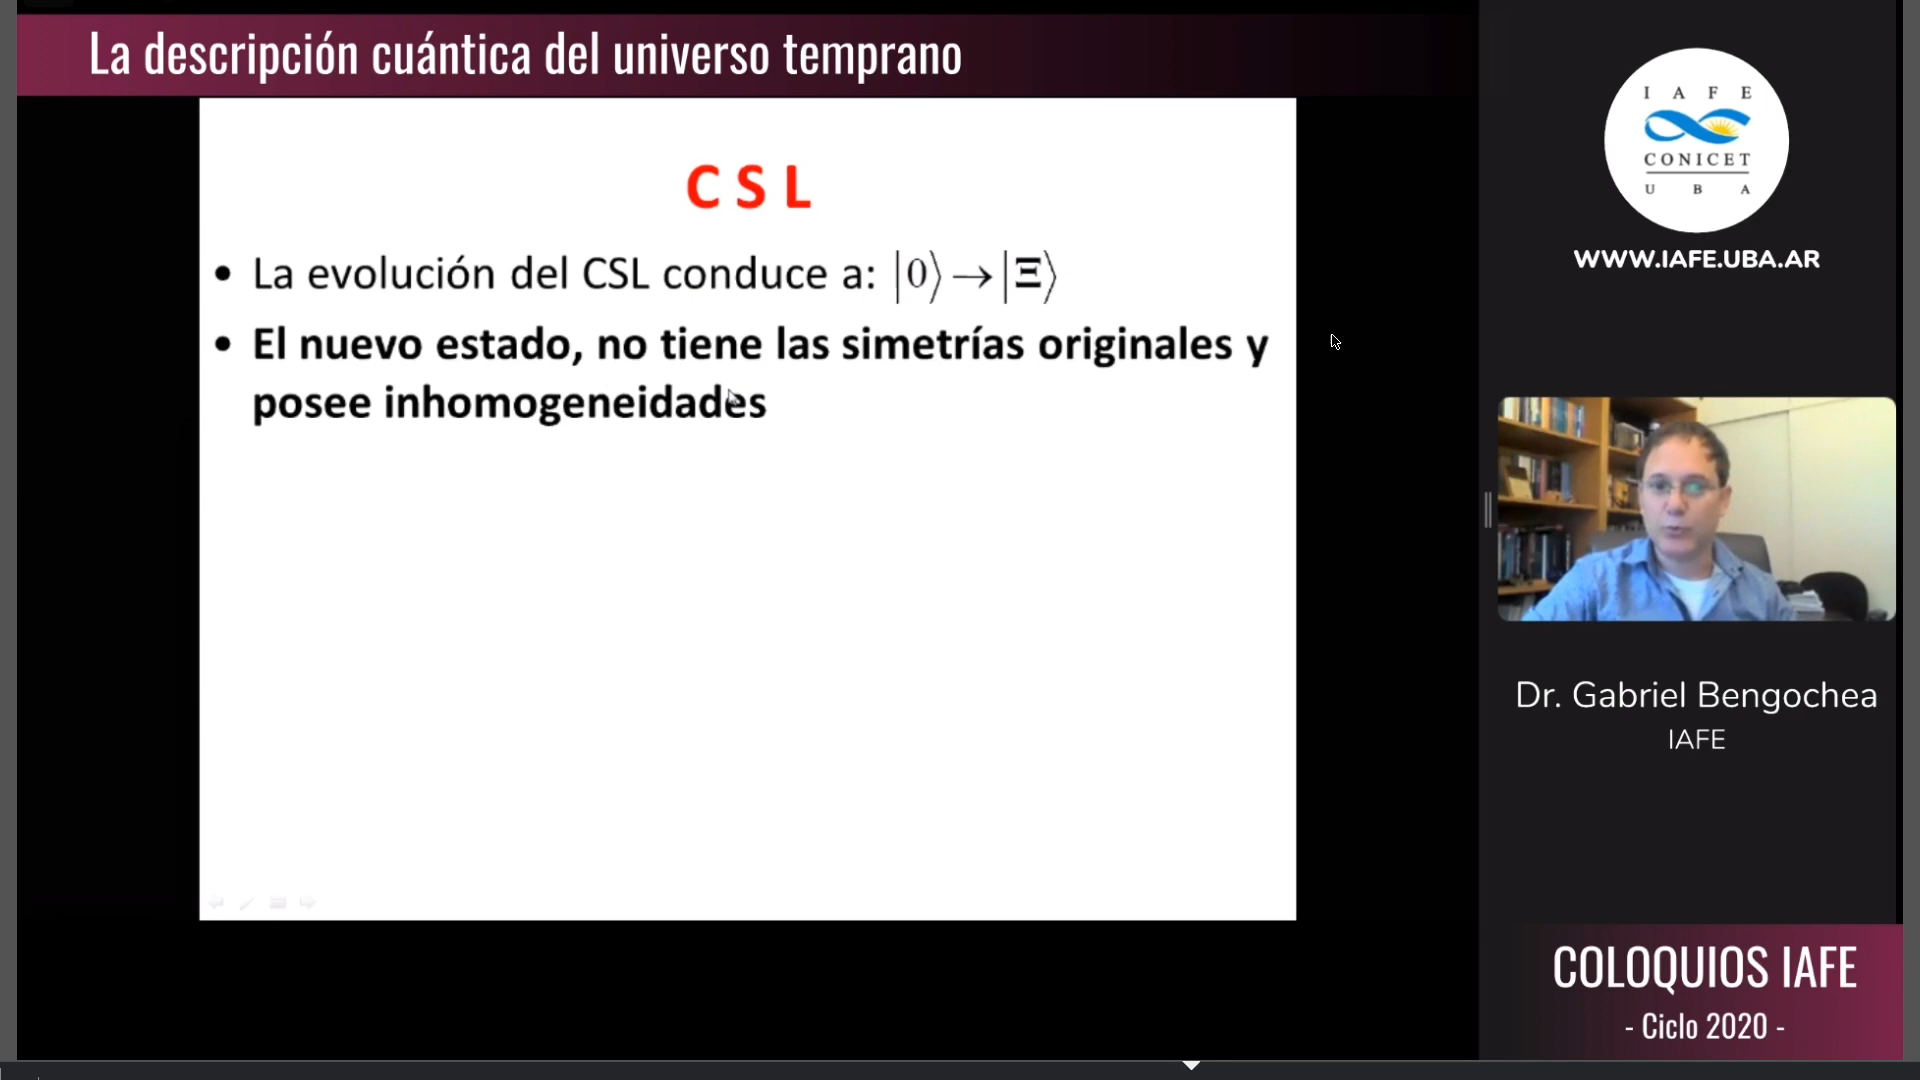 La descripción cuántica del universo temprano
C S L
• La evolución del CSL conduce a: |0⟩→|Ξ⟩
• El nuevo estado, no tiene las simetrías originales y
posee inhomogeneidades
I A F E
CONICET
U B A
WWW.IAFE.UBA.AR
Dr. Gabriel Bengochea
IAFE
COLOQUIOS IAFE
- Ciclo 2020 -